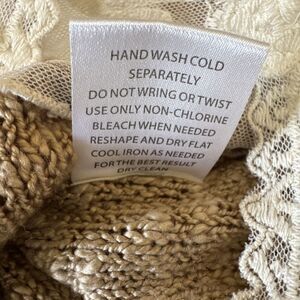 HAND WASH COLD
SEPARATELY
DO NOT WRING OR TWIST
USE ONLY NON-CHLORINE
BLEACH WHEN NEEDED
RESHAPE AND DRY FLAT
COOL IRON AS NEEDED
FOR THE BEST RESULT
DRY CLEAN